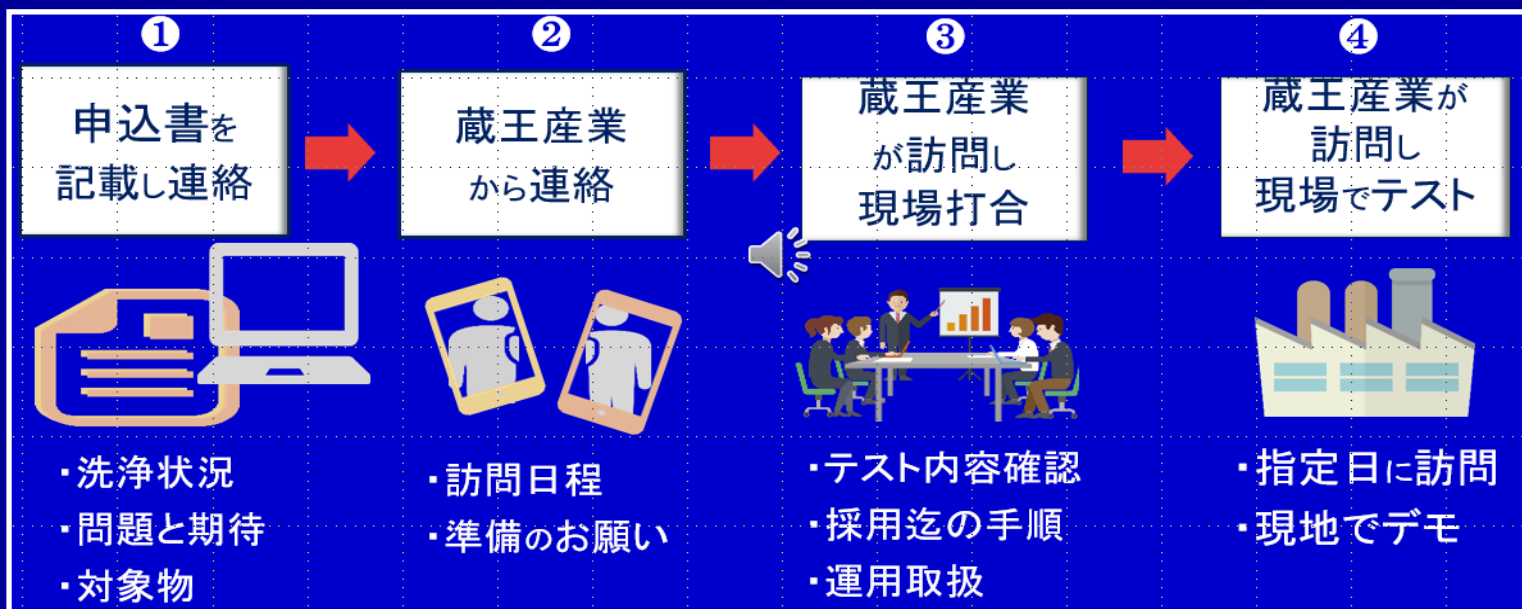 ❶
申込書を
記載し連絡
・洗浄状況
・問題と期待
・対象物
❷
蔵王産業
から連絡
・訪問日程
・準備のお願い
❸
蔵王産業
が訪問し
現場打合
・テスト内容確認
・採用迄の手順
・運用取扱
❹
蔵王産業が
訪問し
現場でテスト
・指定日に訪問
・現地でデモ